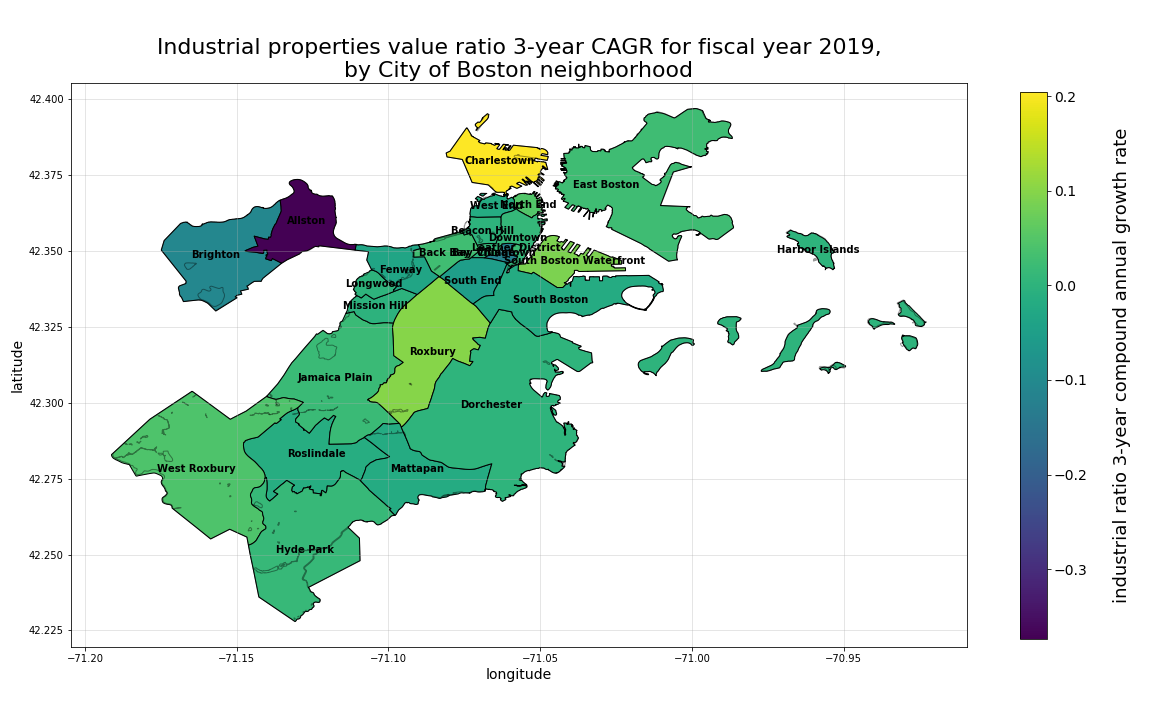 Industrial properties value ratio 3-year CAGR for fiscal year 2019,
by City of Boston neighborhood
42.400
42.375
42.350
42.325
42.300
42.275
42.250
42.225
latitude
Charlestown
East Boston
West End
North End
Allston
Beacon Hill
Downtown
Leather District
Harbor Islands
Brighton
Back Bay
South Boston Waterfront
Fenway
South End
Longwood
South Boston
Mission Hill
Roxbury
Jamaica Plain
Dorchester
Roslindale
West Roxbury
Mattapan
Hyde Park
−71.20
−71.15
−71.10
−71.05
−71.00
−70.95
longitude
0.2
0.1
0.0
−0.1
−0.2
−0.3
industrial ratio 3-year compound annual growth rate